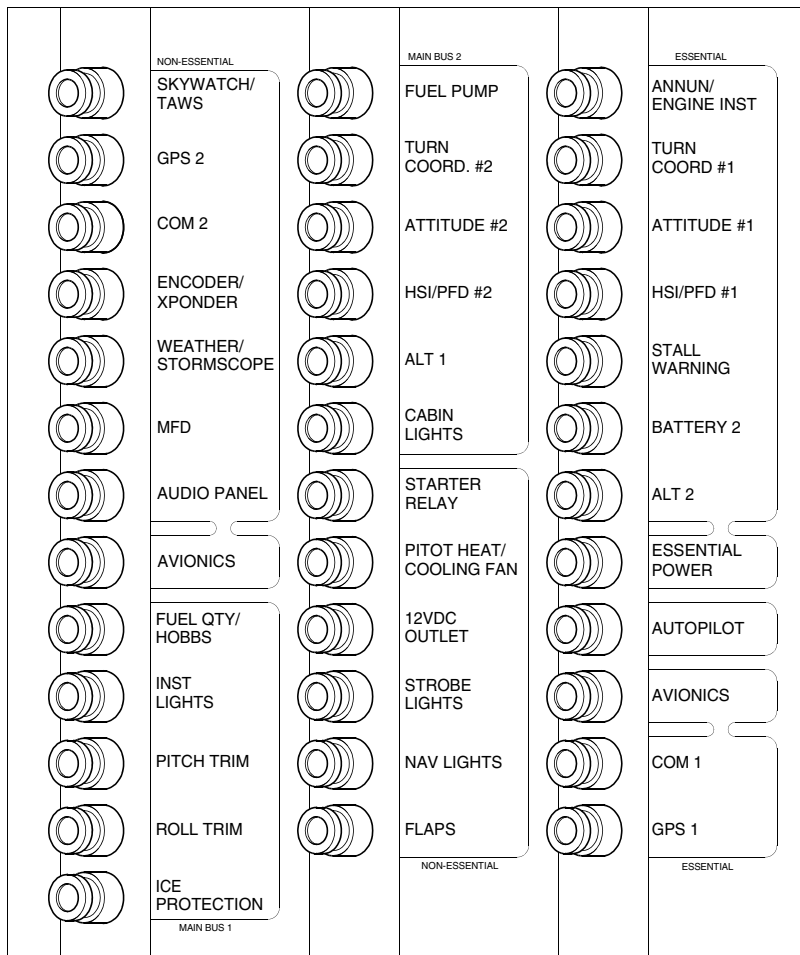 NON-ESSENTIAL
SKYWATCH/
TAWS
GPS 2
COM 2
ENCODER/
XPONDER
WEATHER/
STORMSCOPE
MFD
AUDIO PANEL
AVIONICS
FUEL QTY/
HOBBS
INST
LIGHTS
PITCH TRIM
ROLL TRIM
ICE
PROTECTION
MAIN BUS 1
MAIN BUS 2
FUEL PUMP
TURN
COORD. #2
ATTITUDE #2
HSI/PFD #2
ALT 1
CABIN
LIGHTS
STARTER
RELAY
PITOT HEAT/
COOLING FAN
12VDC
OUTLET
STROBE
LIGHTS
NAV LIGHTS
FLAPS
NON-ESSENTIAL
ESSENTIAL
ANNUN/
ENGINE INST
TURN
COORD #1
ATTITUDE #1
HSI/PFD #1
STALL
WARNING
BATTERY 2
ALT 2
ESSENTIAL
POWER
AUTOPILOT
AVIONICS
COM 1
GPS 1
ESSENTIAL